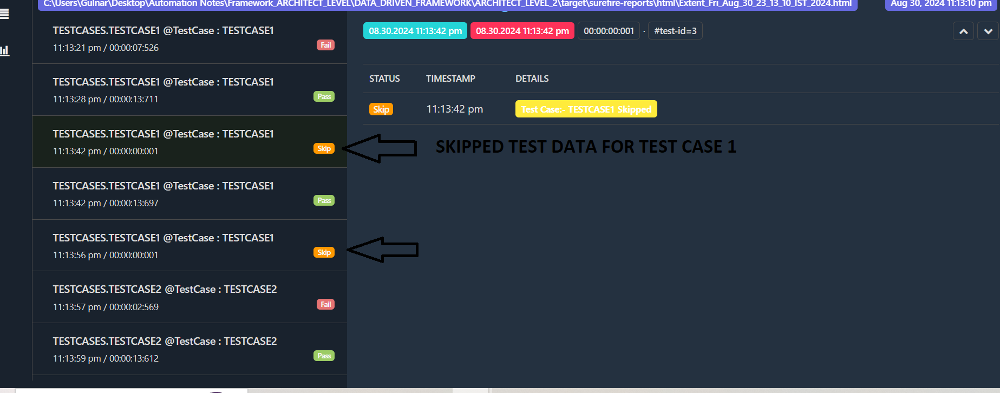 C:\Users\Gulnar\Desktop\Automation Notes\Framework_ARCHITECT_LEVEL\DATA_DRIVEN_FRAMEWORK\ARCHITECT_LEVEL_2\target\surefire-reports\html\Extent_Fri_Aug_30_23_13_10_IST_2024.html
Aug 30, 2024 11:13:10 pm
TESTCASES.TESTCASE1 @TestCase : TESTCASE1
11:13:21 pm / 00:00:07:526
Fail
TESTCASES.TESTCASE1 @TestCase : TESTCASE1
11:13:28 pm / 00:00:13:711
Pass
TESTCASES.TESTCASE1 @TestCase : TESTCASE1
11:13:42 pm / 00:00:00:001
Skip
TESTCASES.TESTCASE1 @TestCase : TESTCASE1
11:13:42 pm / 00:00:13:697
Pass
TESTCASES.TESTCASE1 @TestCase : TESTCASE1
11:13:56 pm / 00:00:00:001
Skip
TESTCASES.TESTCASE2 @TestCase : TESTCASE2
11:13:57 pm / 00:00:02:569
Fail
TESTCASES.TESTCASE2 @TestCase : TESTCASE2
11:13:59 pm / 00:00:13:612
Pass
08.30.2024 11:13:42 pm 08.30.2024 11:13:42 pm 00:00:00:001 · #test-id=3
STATUS TIMESTAMP DETAILS
Skip 11:13:42 pm Test Case:- TESTCASE1 Skipped
SKIPPED TEST DATA FOR TEST CASE 1